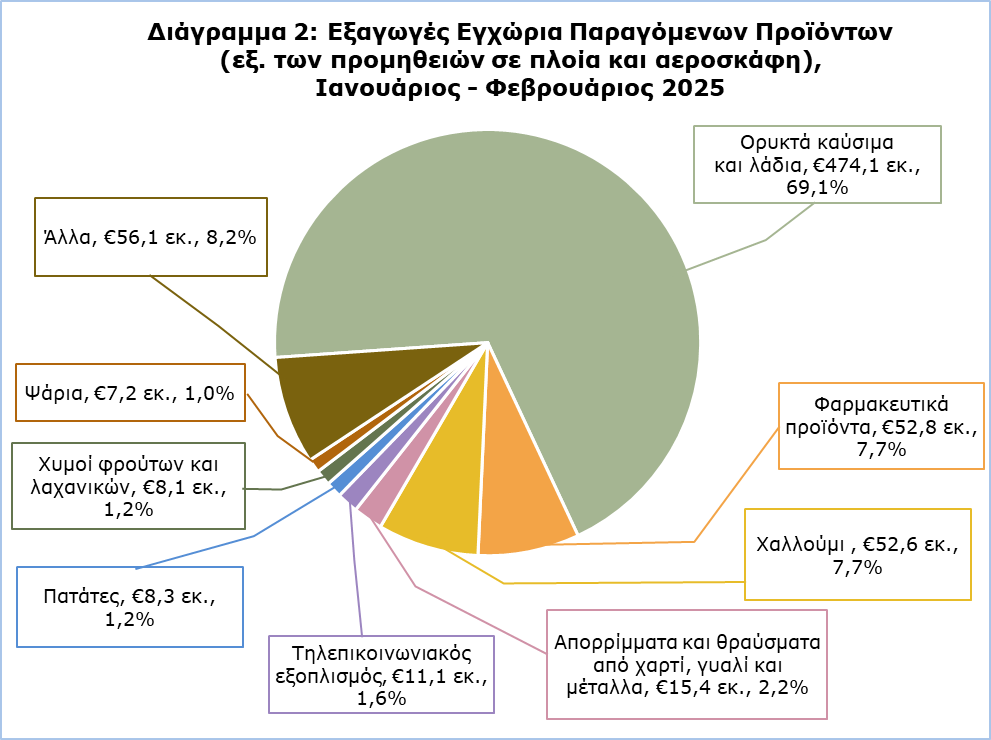 Διάγραμμα 2: Εξαγωγές Εγχώρια Παραγόμενων Προϊόντων
(εξ. των προμηθειών σε πλοία και αεροσκάφη),
Ιανουάριος – Φεβρουάριος 2025
Ορυκτά καύσιμα
και λάδια, €474,1 εκ.,
69,1%
Άλλα, €56,1 εκ., 8,2%
Ψάρια, €7,2 εκ., 1,0%
Φαρμακευτικά
προϊόντα, €52,8 εκ.,
7,7%
Χυμοί φρούτων και
λαχανικών, €8,1 εκ.,
1,2%
Χαλλούμι , €52,6 εκ.,
7,7%
Πατάτες, €8,3 εκ.,
1,2%
Τηλεπικοινωνιακός
εξοπλισμός, €11,1 εκ.,
1,6%
Απορρίμματα και θραύσματα
από χαρτί, γυαλί και
μέταλλα, €15,4 εκ., 2,2%